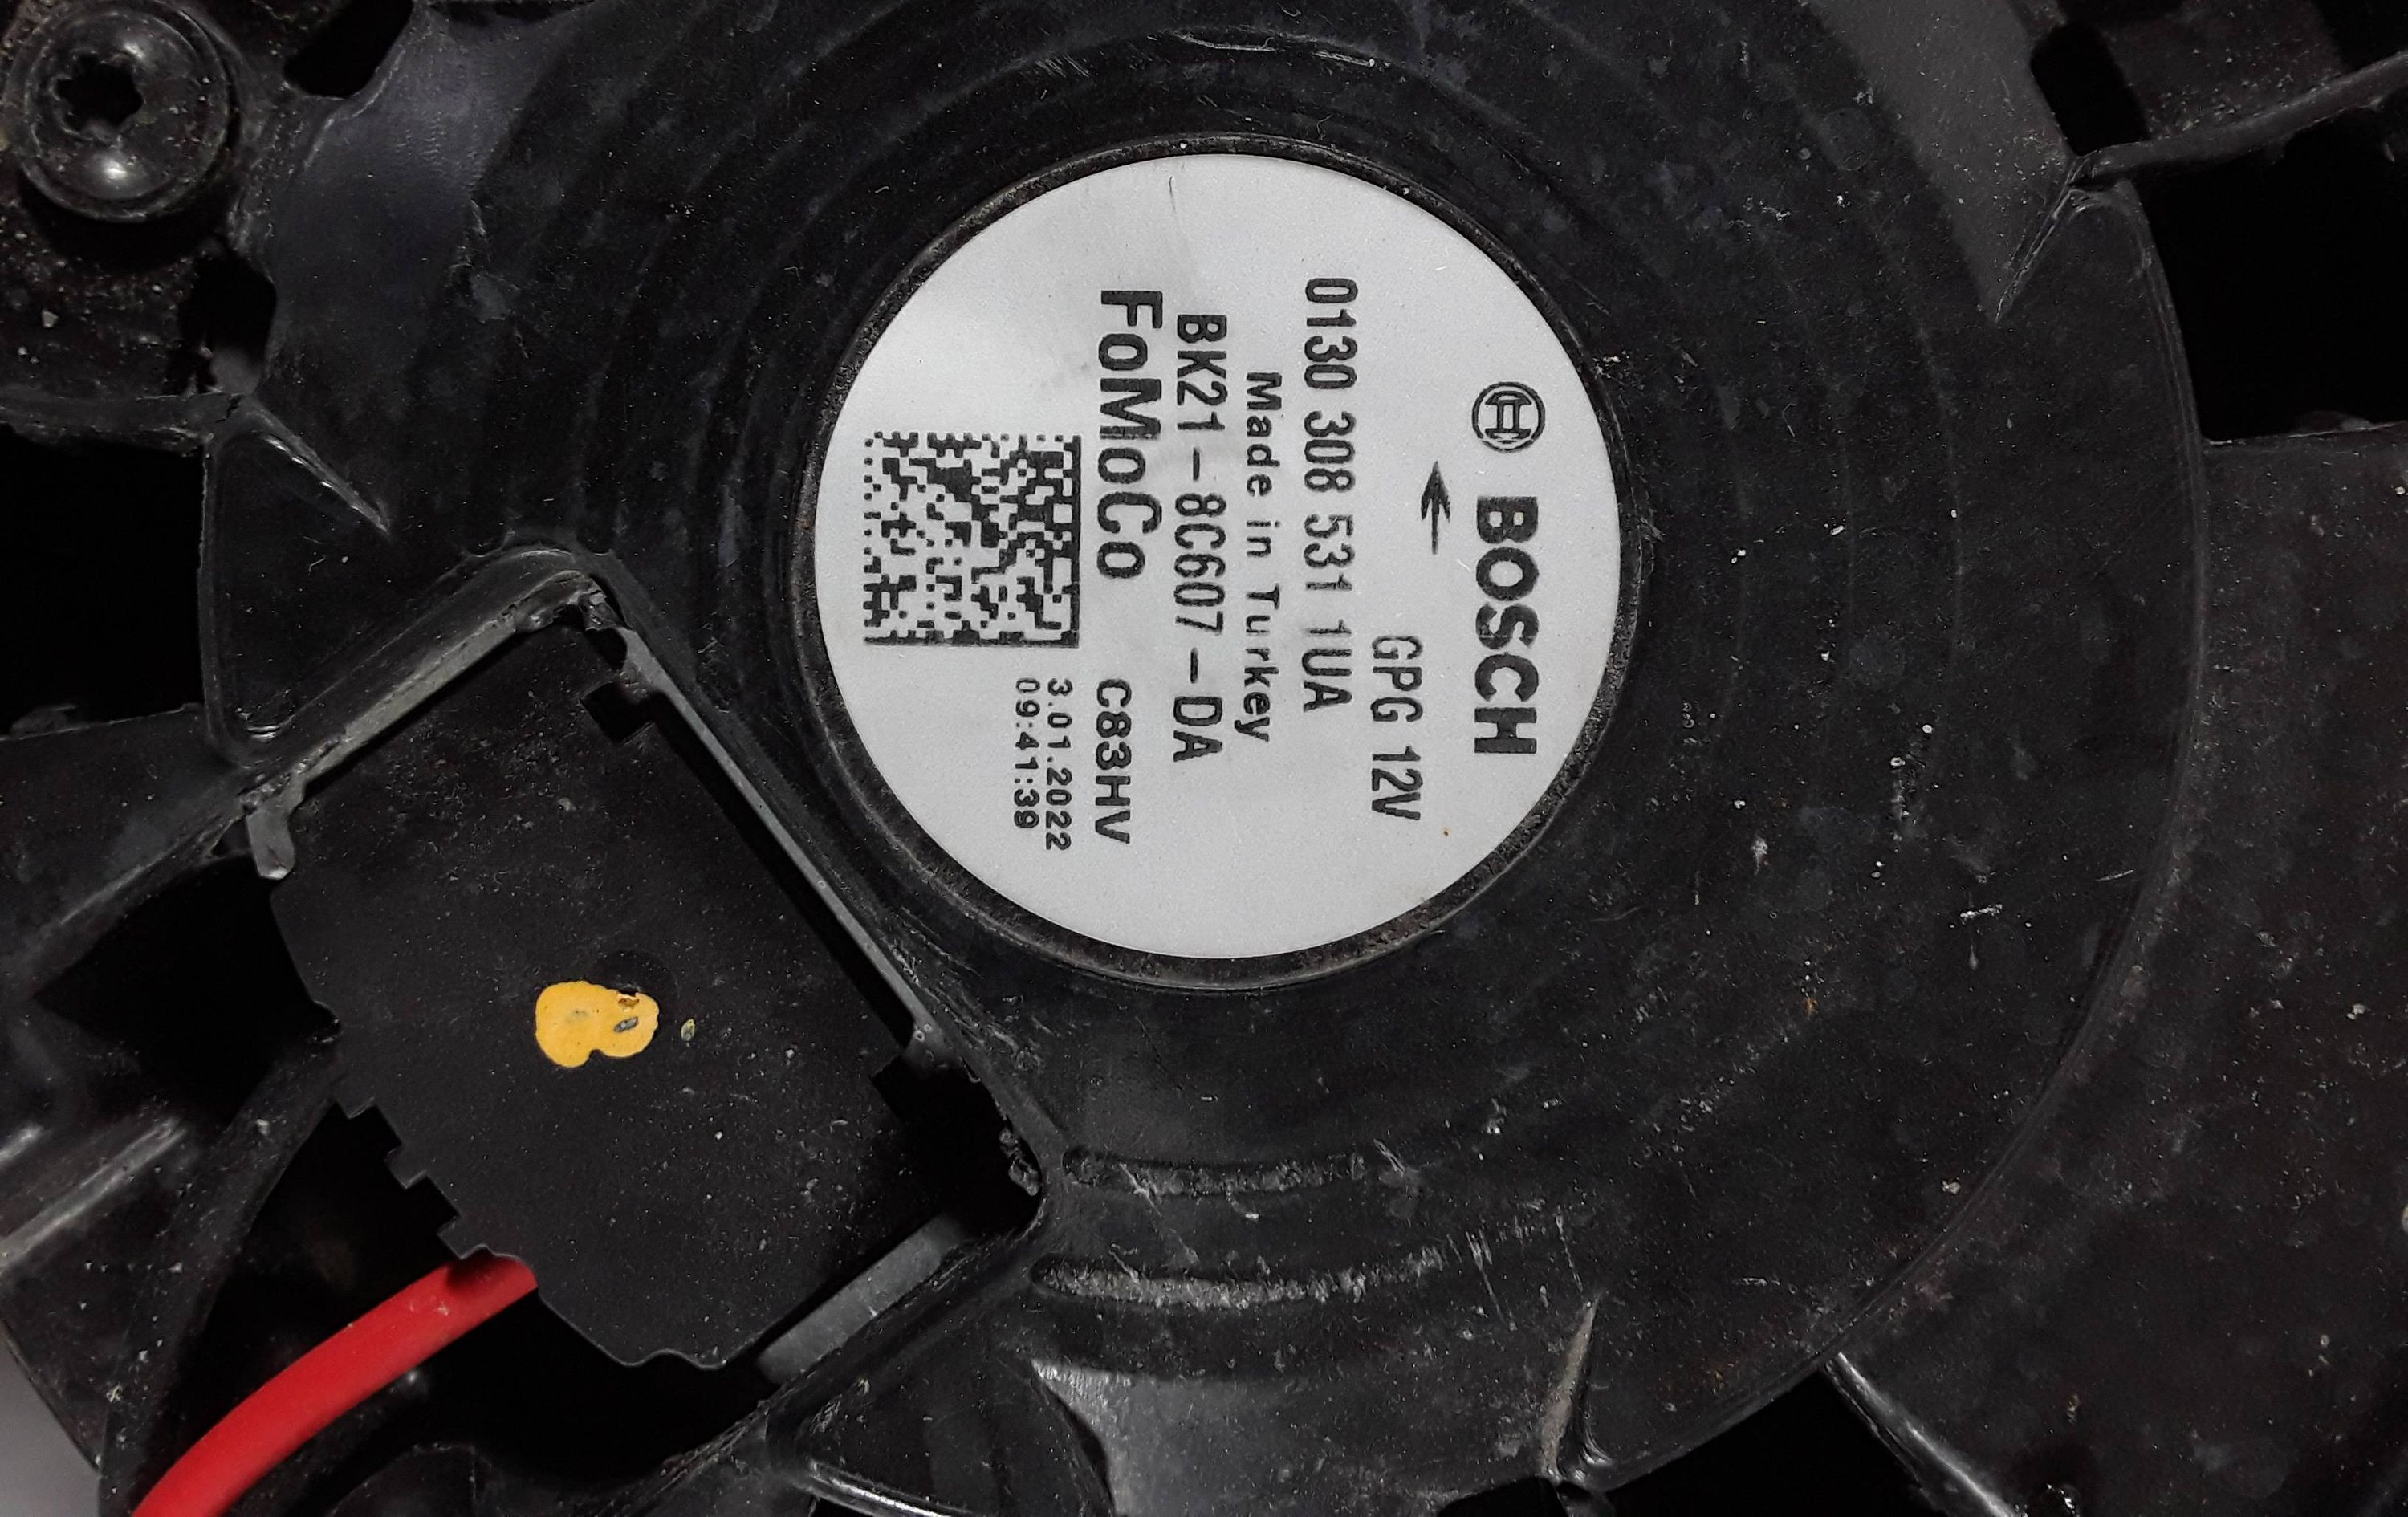 BOSCH
GPG 12V
0130 308 531 1UA
Made in Turkey
BK21-8C607-DA
FoMoCo C83HV
3.01.2022
09:41:39